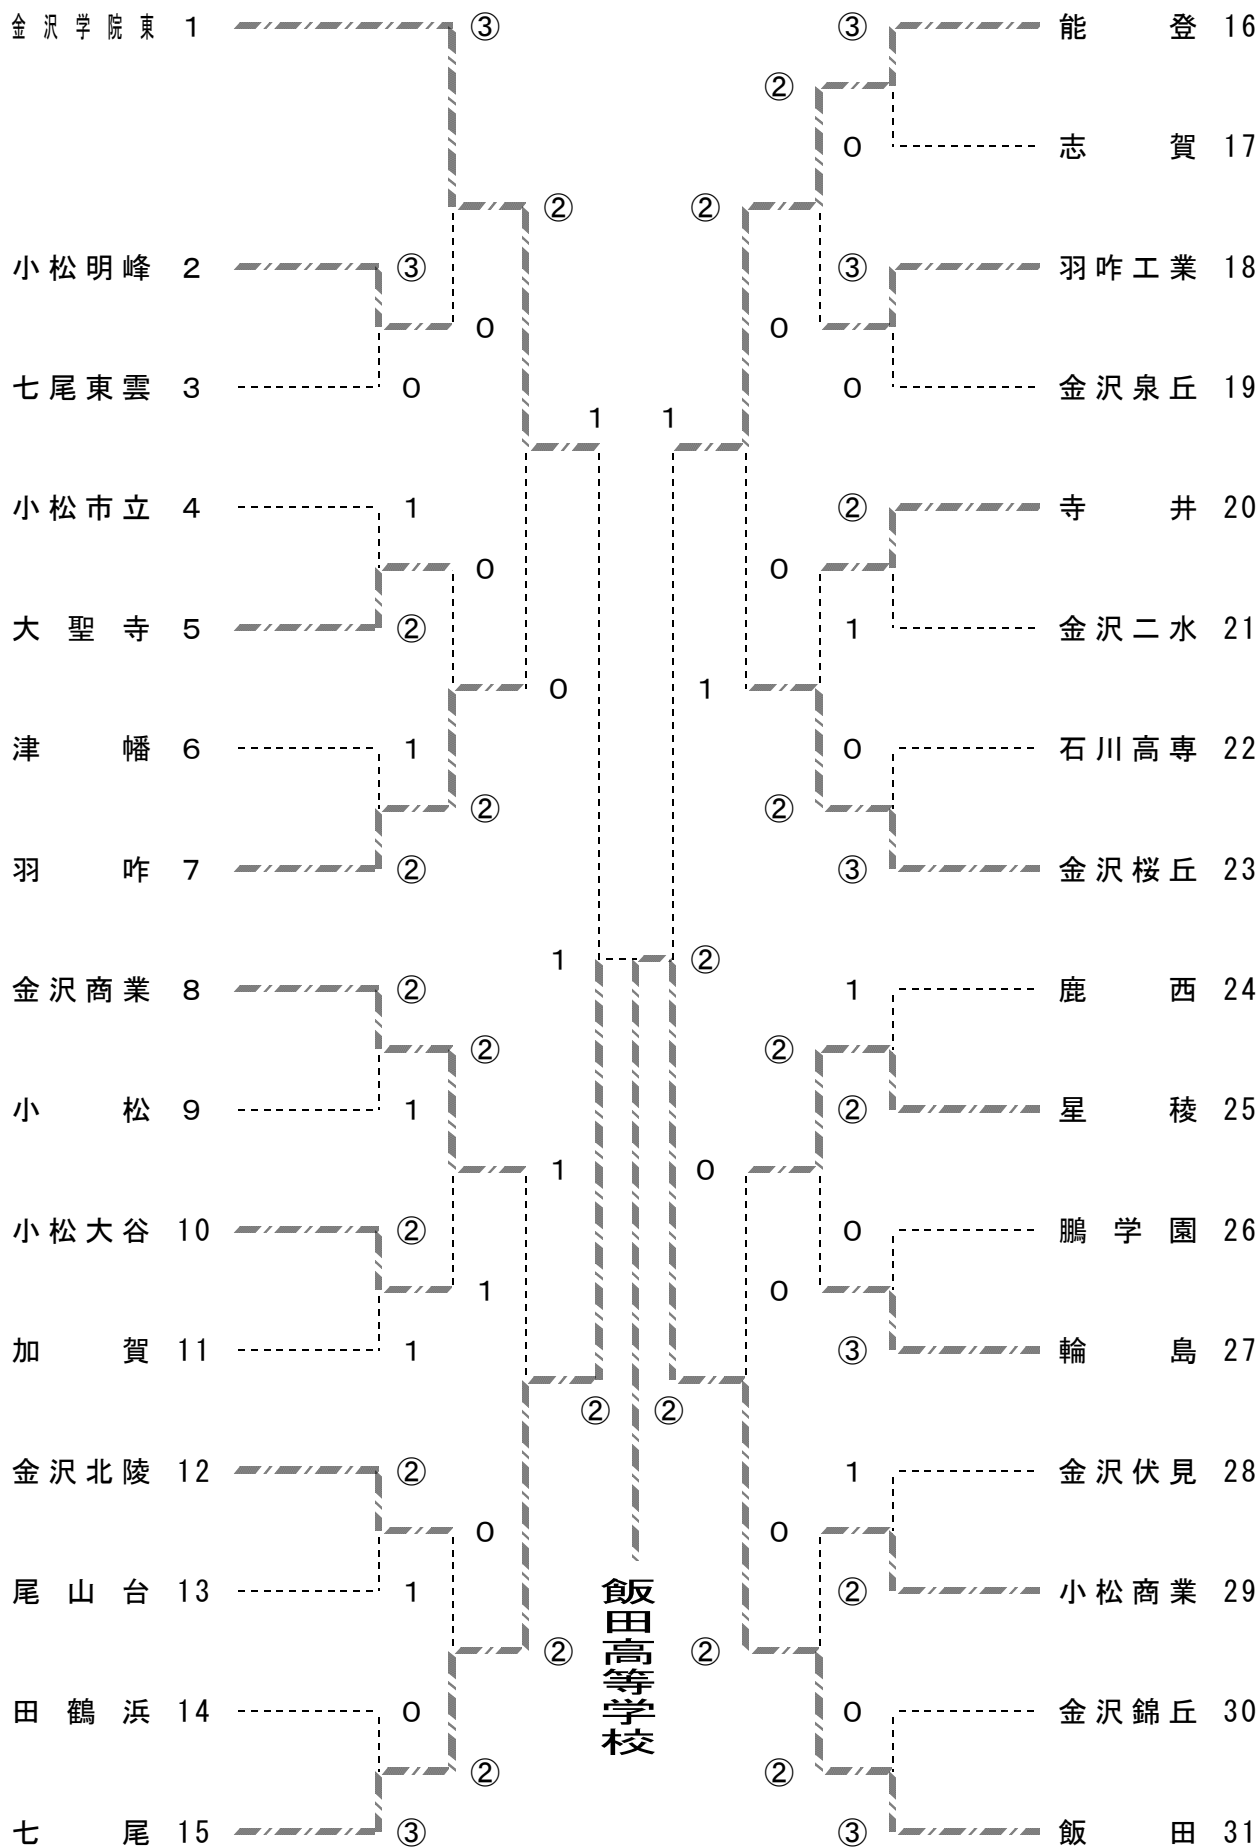 金沢学院東 1 ③ ③ 能登 16
②
0 志賀 17
② ②
小松明峰 2 ③ ③ 羽咋工業 18
0 0
七尾東雲 3 0 0 金沢泉丘 19
1 1
小松市立 4 1 ② 寺井 20
0 0
大聖寺 5 ② 1 金沢二水 21
0 1
津幡 6 1 0 石川高専 22
② ②
羽咋 7 ② ③ 金沢桜丘 23
1 ②
金沢商業 8 ② 1 鹿西 24
② ②
小松 9 1 ② 星稜 25
1 0
小松大谷 10 ② 0 鵬学園 26
1 0
加賀 11 1 ③ 輪島 27
② ②
金沢北陵 12 ② 1 金沢伏見 28
0 0
尾山台 13 1 ② 小松商業 29
飯田高等学校
② ②
田鶴浜 14 0 0 金沢錦丘 30
② ②
七尾 15 ③ ③ 飯田 31